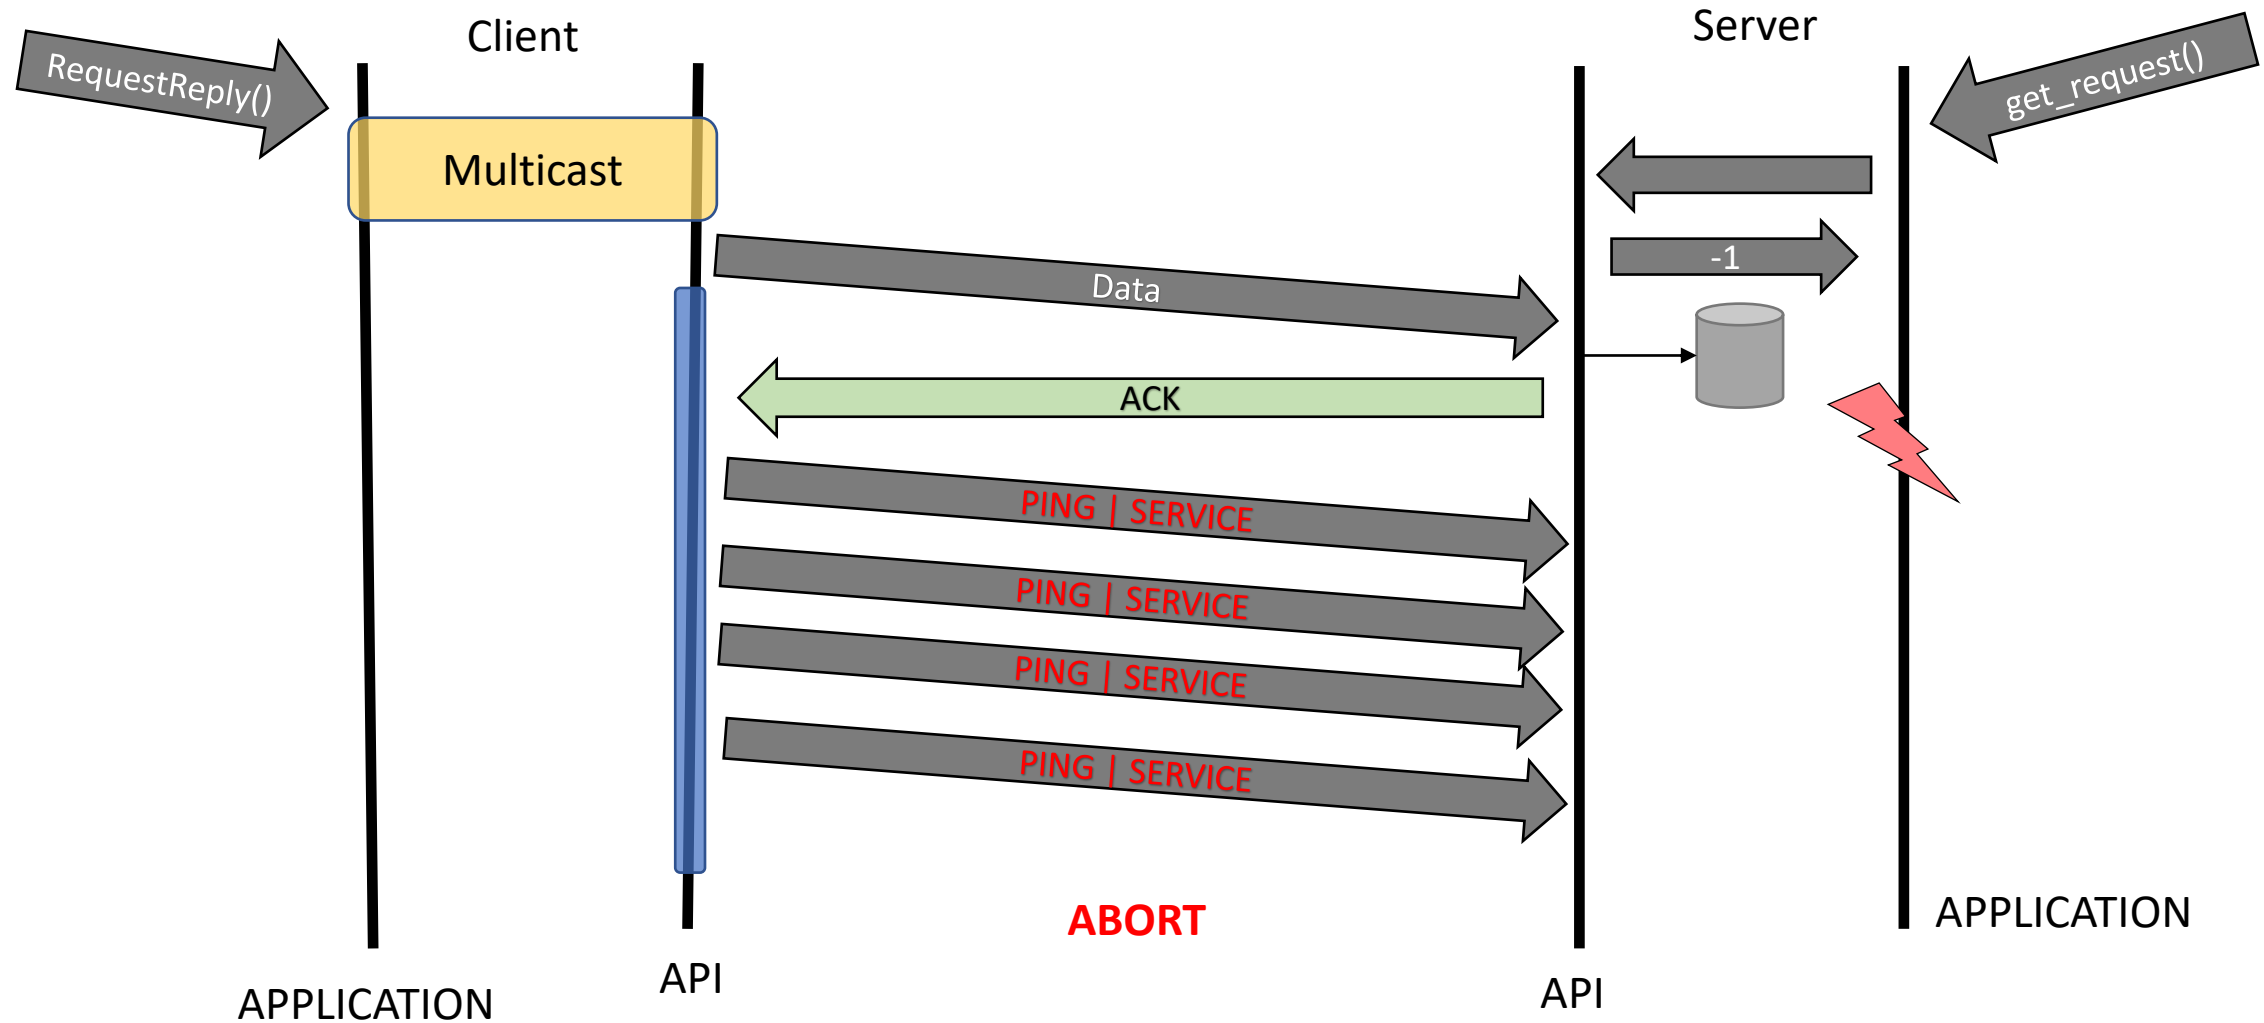 Client
Server
RequestReply()
get_request()
Multicast
-1
Data
ACK
PING | SERVICE
PING | SERVICE
PING | SERVICE
PING | SERVICE
ABORT
APPLICATION
API
API
APPLICATION